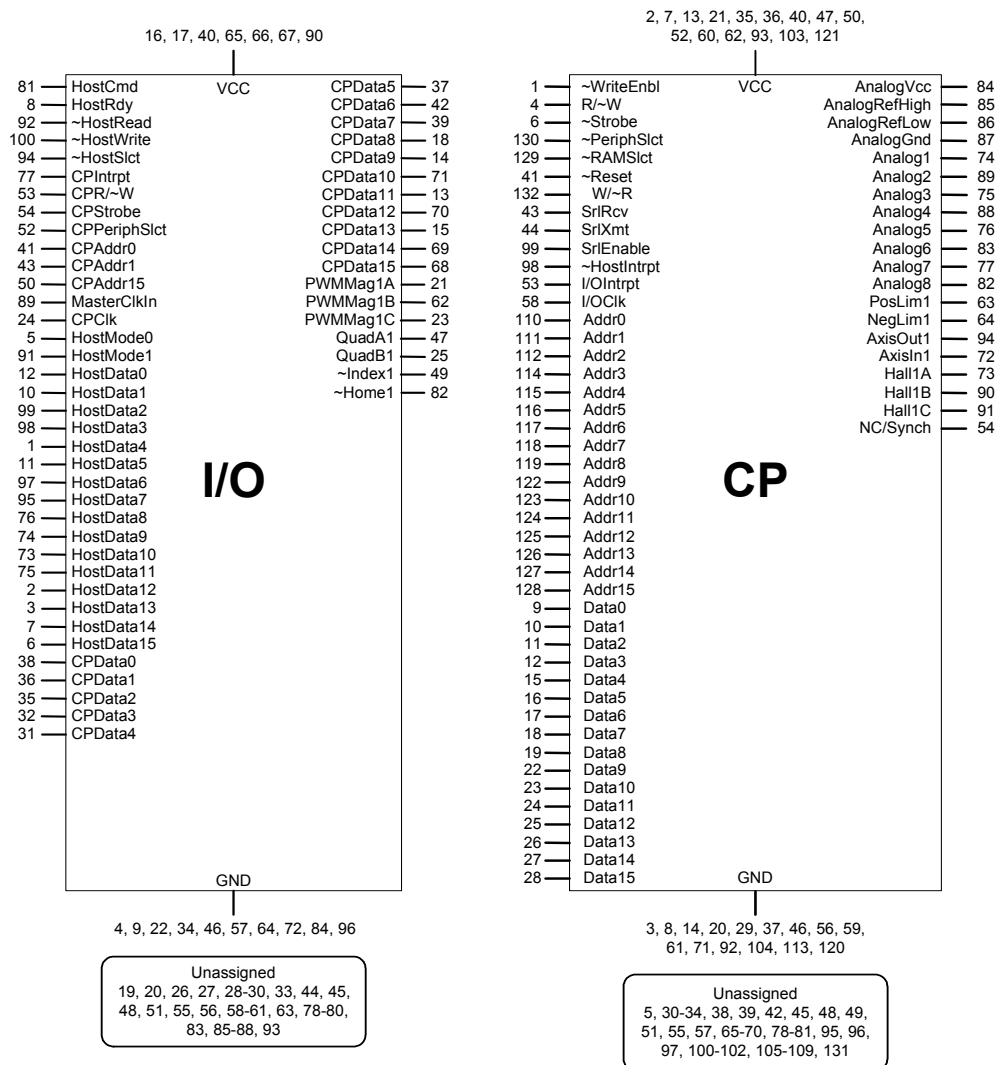 16, 17, 40, 65, 66, 67, 90
VCC
81 HostCmd
8 HostRdy
92 ~HostRead
100 ~HostWrite
94 ~HostSlct
77 CPIntrpt
53 CPR/~W
54 CPStrobe
52 CPPeriphSlct
41 CPAddr0
43 CPAddr1
50 CPAddr15
89 MasterClkIn
24 CPClk
5 HostMode0
91 HostMode1
12 HostData0
10 HostData1
99 HostData2
98 HostData3
1 HostData4
11 HostData5
97 HostData6
95 HostData7
76 HostData8
74 HostData9
73 HostData10
75 HostData11
2 HostData12
3 HostData13
7 HostData14
6 HostData15
38 CPData0
36 CPData1
35 CPData2
32 CPData3
31 CPData4
CPData5 37
CPData6 42
CPData7 39
CPData8 18
CPData9 14
CPData10 71
CPData11 13
CPData12 70
CPData13 15
CPData14 69
CPData15 68
PWMMag1A 21
PWMMag1B 62
PWMMag1C 23
QuadA1 47
QuadB1 25
~Index1 49
~Home1 82
I/O
GND
4, 9, 22, 34, 46, 57, 64, 72, 84, 96
Unassigned
19, 20, 26, 27, 28-30, 33, 44, 45,
48, 51, 55, 56, 58-61, 63, 78-80,
83, 85-88, 93
2, 7, 13, 21, 35, 36, 40, 47, 50,
52, 60, 62, 93, 103, 121
VCC
1 ~WriteEnbl
4 R/~W
6 ~Strobe
130 ~PeriphSlct
129 ~RAMSlct
41 ~Reset
132 W/~R
43 SrlRcv
44 SrlXmt
99 SrlEnable
98 ~HostIntrpt
53 I/OIntrpt
58 I/OClk
110 Addr0
111 Addr1
112 Addr2
114 Addr3
115 Addr4
116 Addr5
117 Addr6
118 Addr7
119 Addr8
122 Addr9
123 Addr10
124 Addr11
125 Addr12
126 Addr13
127 Addr14
128 Addr15
9 Data0
10 Data1
11 Data2
12 Data3
15 Data4
16 Data5
17 Data6
18 Data7
19 Data8
22 Data9
23 Data10
24 Data11
25 Data12
26 Data13
27 Data14
28 Data15
AnalogVcc 84
AnalogRefHigh 85
AnalogRefLow 86
AnalogGnd 87
Analog1 74
Analog2 89
Analog3 75
Analog4 88
Analog5 76
Analog6 83
Analog7 77
Analog8 82
PosLim1 63
NegLim1 64
AxisOut1 94
AxisIn1 72
Hall1A 73
Hall1B 90
Hall1C 91
NC/Synch 54
CP
GND
3, 8, 14, 20, 29, 37, 46, 56, 59,
61, 71, 92, 104, 113, 120
Unassigned
5, 30-34, 38, 39, 42, 45, 48, 49,
51, 55, 57, 65-70, 78-81, 95, 96,
97, 100-102, 105-109, 131